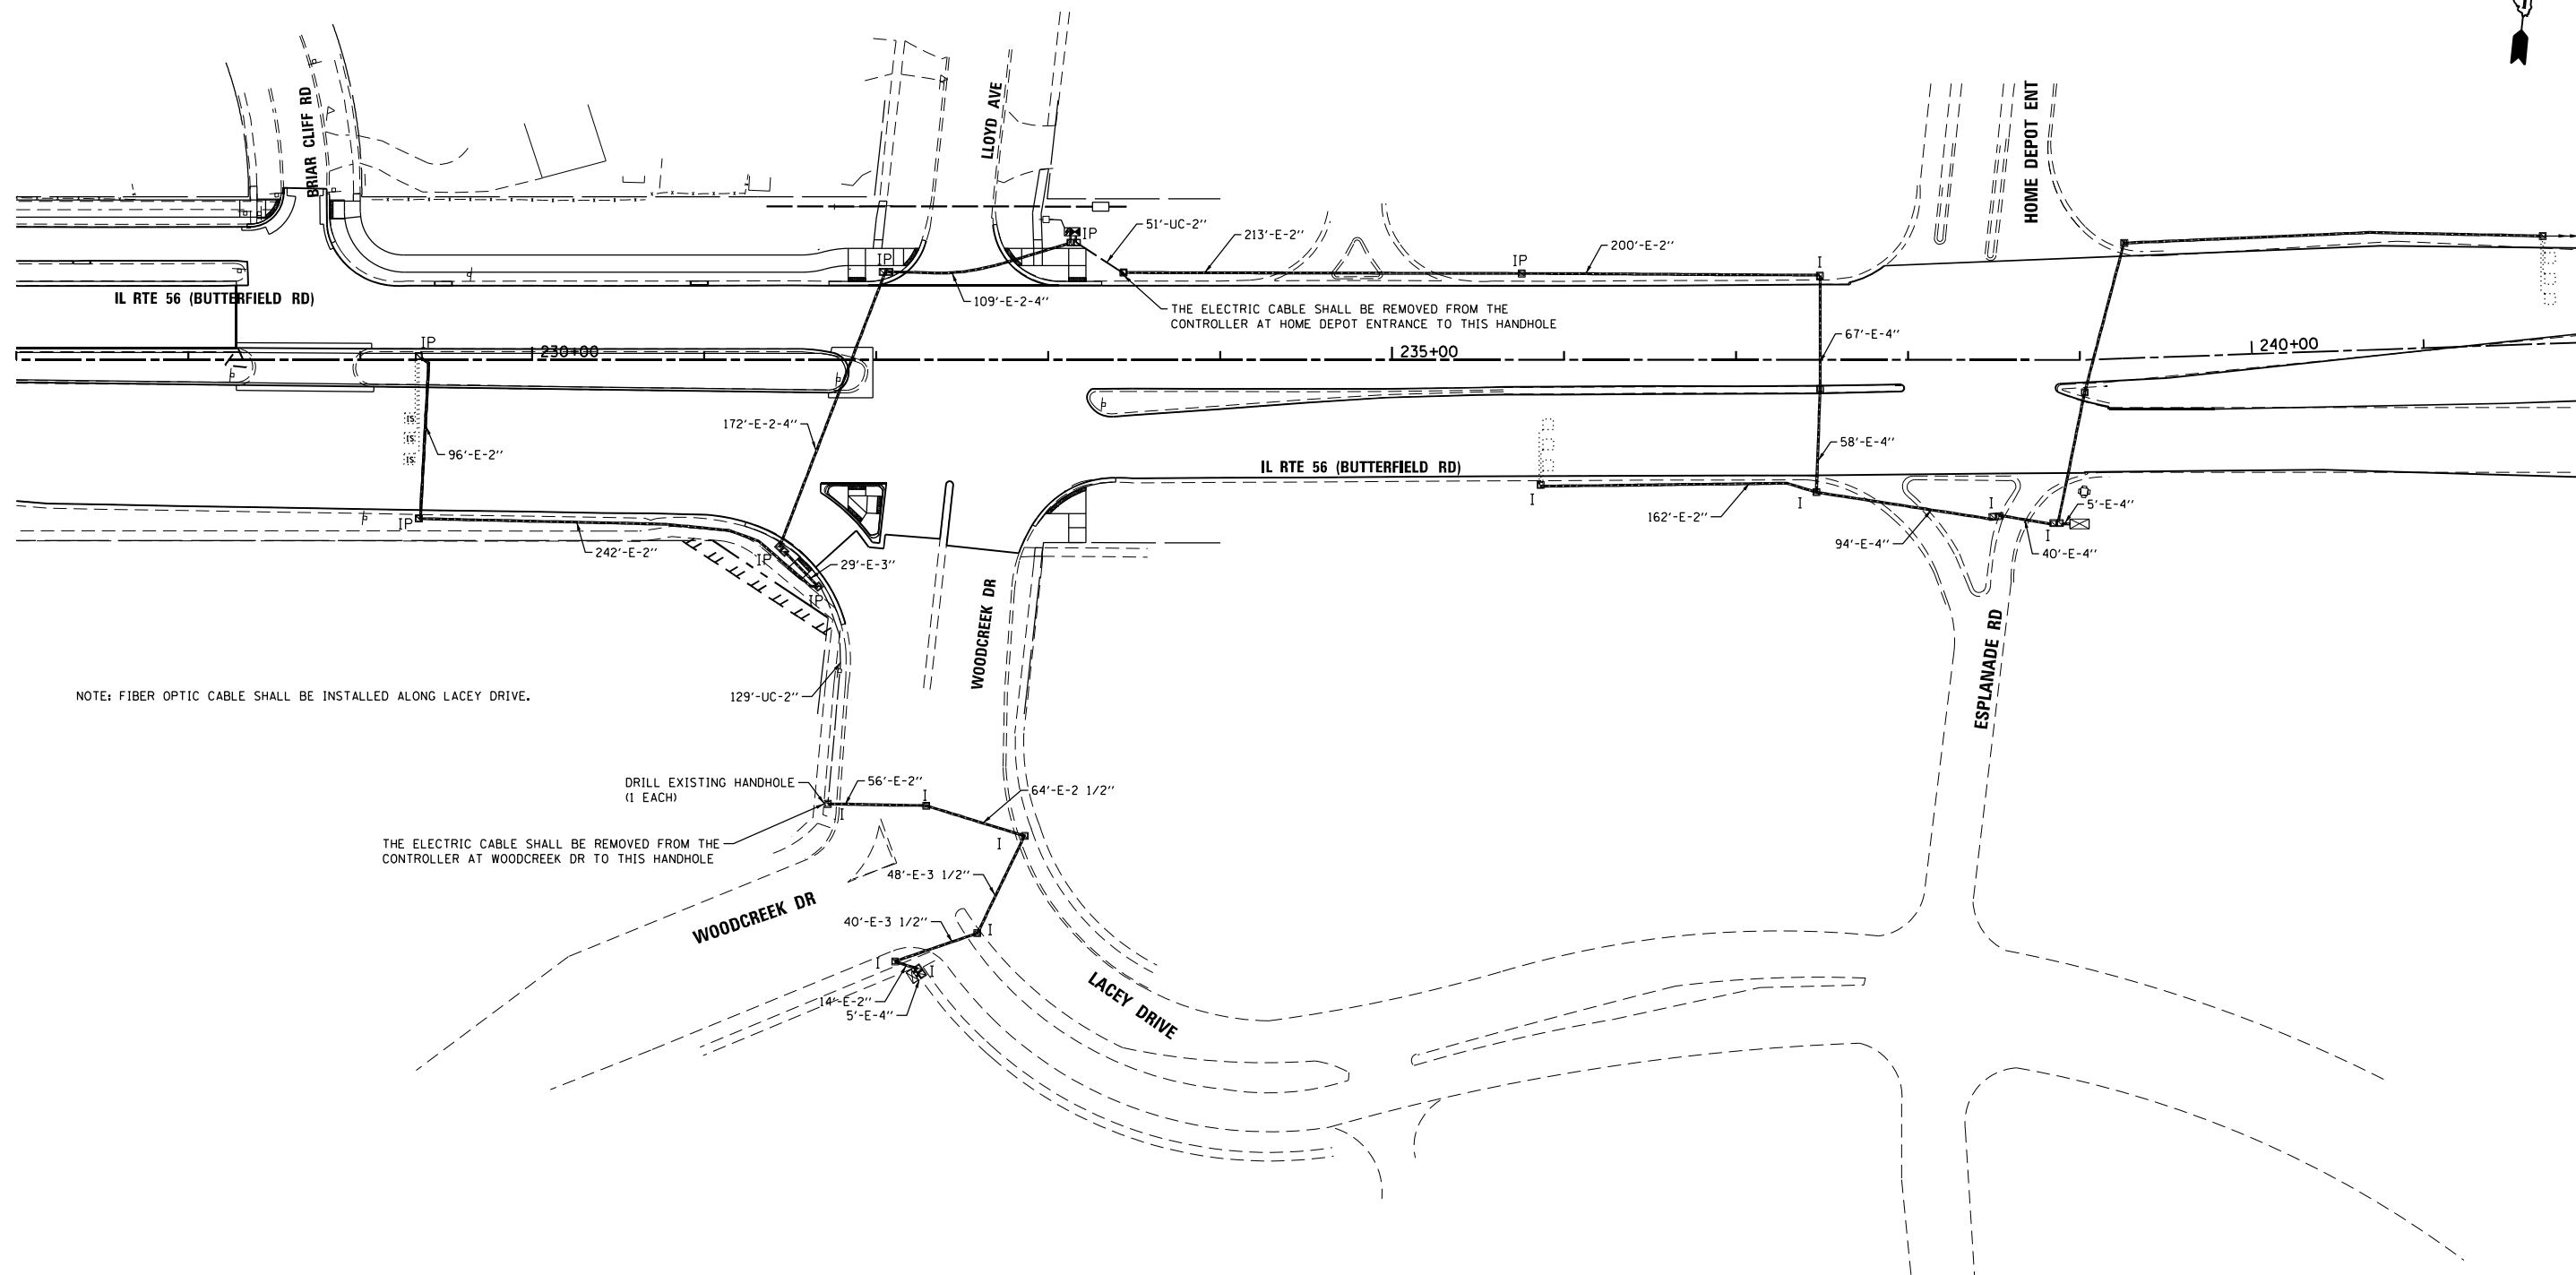 BRIAR CLIFF RD
LLOYD AVE
HOME DEPOT ENT
IP
51'-UC-2"
213'-E-2"
200'-E-2"
IP
IP
I
IL RTE 56 (BUTTERFIELD RD)
109'-E-2-4"
THE ELECTRIC CABLE SHALL BE REMOVED FROM THE
CONTROLLER AT HOME DEPOT ENTRANCE TO THIS HANDHOLE
67'-E-4"
IP
230+00
235+00
240+00
172'-E-2-4"
IS
IS
IS
96'-E-2"
58'-E-4"
IL RTE 56 (BUTTERFIELD RD)
I
I
I
5'-E-4"
162'-E-2"
IP
242'-E-2"
IP
29'-E-3"
IP
94'-E-4"
I
40'-E-4"
WOODCREEK DR
ESPLANADE RD
129'-UC-2"
NOTE: FIBER OPTIC CABLE SHALL BE INSTALLED ALONG LACEY DRIVE.
DRILL EXISTING HANDHOLE
(1 EACH)
56'-E-2"
I
I
64'-E-2 1/2"
I
THE ELECTRIC CABLE SHALL BE REMOVED FROM THE
CONTROLLER AT WOODCREEK DR TO THIS HANDHOLE
48'-E-3 1/2"
WOODCREEK DR
40'-E-3 1/2"
I
I
I
14'-E-2"
5'-E-4"
LACEY DRIVE